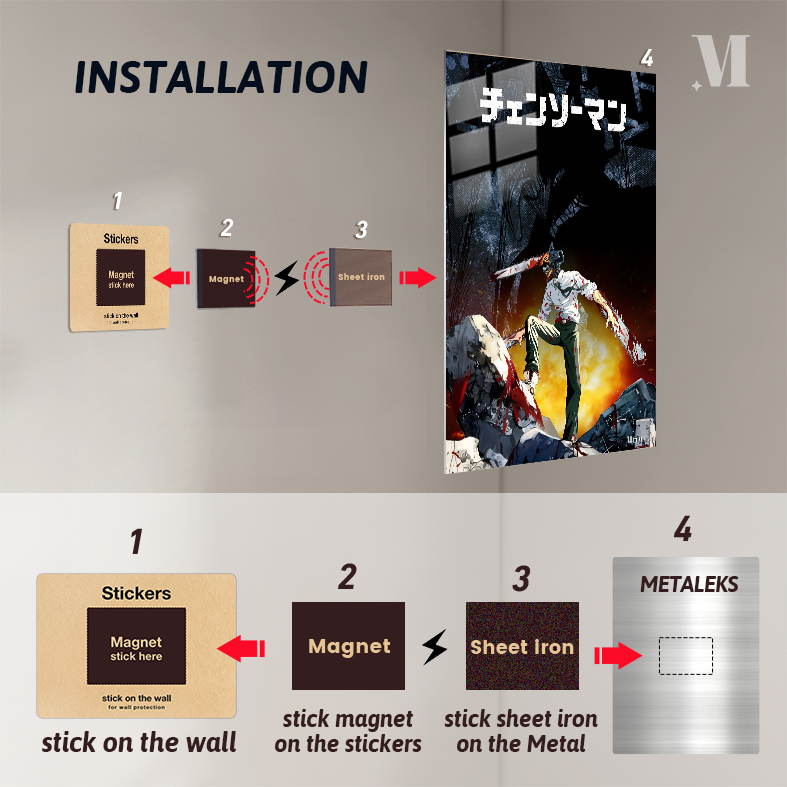 INSTALLATION
M
4
チェンソーマン
1
2
3
Stickers
Magnet
stick here
stick on the wall
for wall protection
Magnet
Sheet iron
1
2
3
4
Stickers
Magnet
stick here
stick on the wall
for wall protection
Magnet
Sheet iron
METALEKS
stick on the wall
stick magnet
on the stickers
stick sheet iron
on the Metal